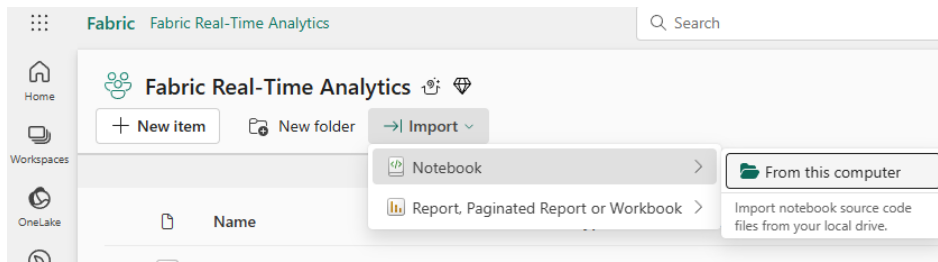 Fabric Fabric Real-Time Analytics
Search
Home
Fabric Real-Time Analytics
New item
New folder
Import
Workspaces
Notebook
From this computer
Import notebook source code
files from your local drive.
Report, Paginated Report or Workbook
OneLake
Name